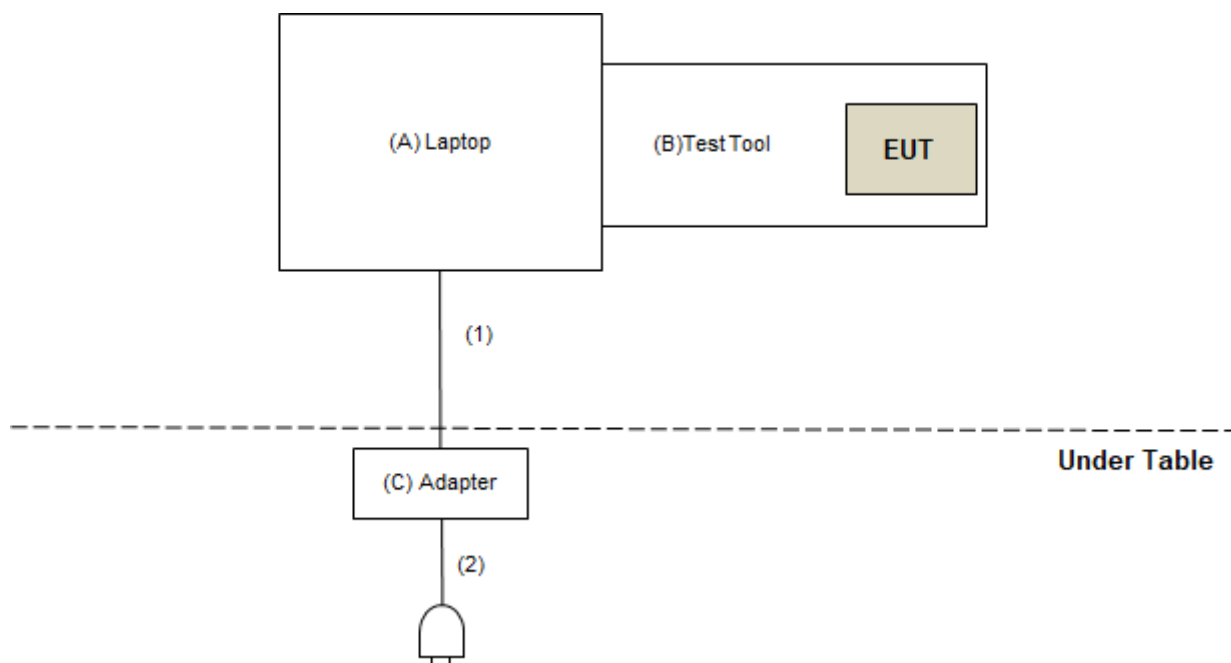 (A) Laptop
(B)Test Tool
EUT
(1)
Under Table
(C) Adapter
(2)